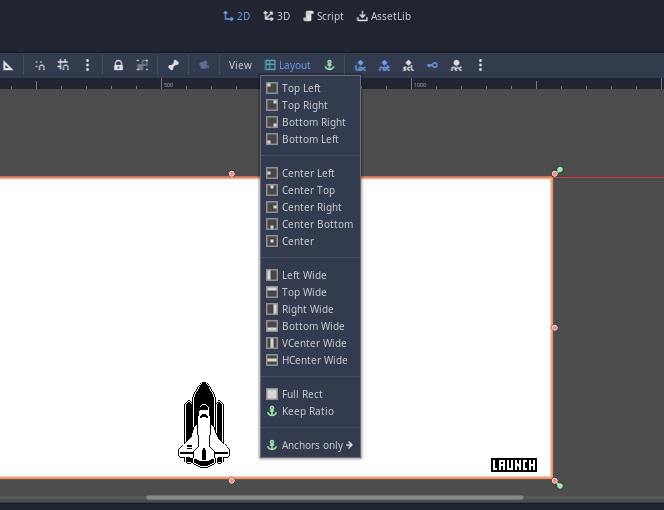 2D 3D Script AssetLib
View Layout
500 1000
Top Left
Top Right
Bottom Right
Bottom Left
Center Left
Center Top
Center Right
Center Bottom
Center
Left Wide
Top Wide
Right Wide
Bottom Wide
VCenter Wide
HCenter Wide
Full Rect
Keep Ratio
Anchors only
LAUNCH